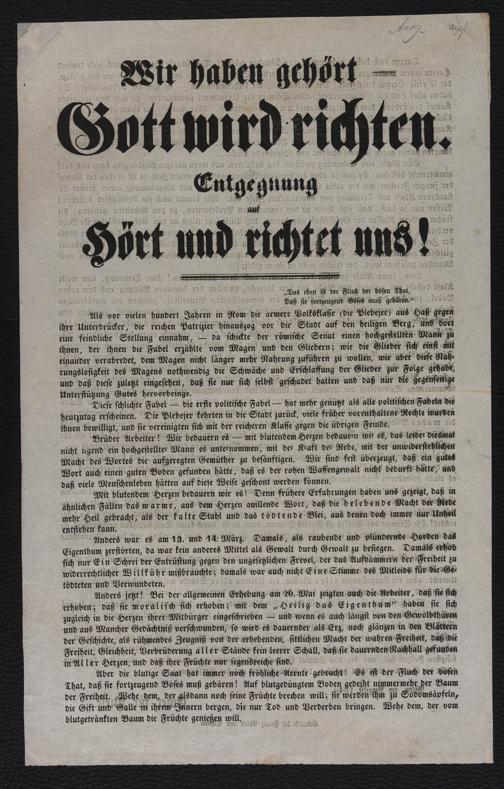 Wir haben gehört —
Gott wird richten.
Entgegnung
auf
Hört und richtet uns!
„Das eben ist der Fluch der bösen That,
Daß sie fortzeugend Böses muß gebären.“
Als vor vielen hundert Jahren in Rom die ärmere Volksklasse (die Plebejer) aus Haß gegen
ihre Unterdrücker, die reichen Patrizier hinauszog vor die Stadt auf den heiligen Berg, und dort
eine feindliche Stellung einnahm, — da schickte der römische Senat einen hochgestellten Mann zu
ihnen, der ihnen die Fabel erzählte vom Magen und den Gliedern; wie die Glieder sich einst mit
einander verabredet, dem Magen nicht länger mehr Nahrung zuführen zu wollen, wie aber diese Nah-
rungslosigkeit des Magens nothwendig die Schwäche und Erschlaffung der Glieder zur Folge gehabt,
und daß diese zuletzt eingesehen, daß sie nur sich selbst geschadet hatten und daß nur die gegenseitige
Unterstützung Gutes hervorbringe.
Diese schlichte Fabel — die erste politische Fabel — hat mehr genützt als alle politischen Fabeln die
heutzutag erscheinen. Die Plebejer kehrten in die Stadt zurück, viele früher vorenthaltene Rechte wurden
ihnen bewilligt, und sie vereinigten sich mit der reicheren Klasse gegen die übrigen Feinde.
Brüder Arbeiter! Wir bedauern es — mit blutendem Herzen bedauern wir es, das leider diesmal
nicht irgend ein hochgestellter Mann es unternommen, mit der Kraft der Rede, mit der unwiderstehlichen
Macht des Wortes die aufgeregten Gemüther zu besänftigen. Wir sind fest überzeugt, daß ein gutes
Wort auch einen guten Boden gefunden hätte, daß es der rohen Waffengewalt nicht bedurft hätte, und
daß viele Menschenleben hätten auf diese Weise geschont werden können.
Mit blutendem Herzen bedauern wir es! Denn frühere Erfahrungen haben uns gezeigt, daß in
ähnlichen Fällen das warme, aus dem Herzen quillende Wort, daß die belebende Macht der Rede
mehr Heil gebracht, als der kalte Stahl und das tödtende Blei, aus denen doch immer nur Unheil
entstehen kann.
Anders war es am 13. und 14. März. Damals, als raubende und plündernde Horden das
Eigenthum zerstörten, da war kein anderes Mittel als Gewalt durch Gewalt zu besiegen. Damals erhob
sich nur Ein Schrei der Entrüstung gegen den ungesetzlichen Frevel, der das Aufdämmern der Freiheit zu
widerrechtlicher Willkühr mißbrauchte; damals war auch nicht Eine Stimme des Mitleids für die Ge-
tödteten und Verwundeten.
Anders jetzt! Bei der allgemeinen Erhebung am 26. Mai zeigten auch die Arbeiter, daß sie sich
erhoben; daß sie moralisch sich erhoben; mit dem „Heilig das Eigenthum“ haben sie sich
zugleich in die Herzen ihrer Mitbürger eingeschrieben — und wenn es auch längst von den Gewölbthüren
und aus Mancher Gedächtniß verschwunden, so wird es dauernder als Erz, noch glänzen in den Blättern
der Geschichte, als rühmendes Zeugniß von der erhebenden, sittlichen Macht der wahren Freiheit, daß die
Freiheit, Gleichheit, Verbrüderung aller Stände kein leerer Schall, daß sie dauernden Nachhall gefunden
in Aller Herzen, und daß ihre Früchte nur segensreiche sind.
Aber die blutige Saat hat immer noch fröhliche Aernte gebracht! Es ist der Fluch der bösen
That, daß sie fortzeugend Böses muß gebären! Auf blutgedüngtem Boden gedeiht nimmermehr der Baum
der Freiheit. Wehe dem, der alsdann noch seine Früchte brechen will; sie werden ihm zu Sodomsäpfeln,
die Gift und Galle in ihrem Innern bergen, die nur Tod und Verderben bringen. Wehe dem, der vom
blutgetränkten Baum die Früchte genießen will.